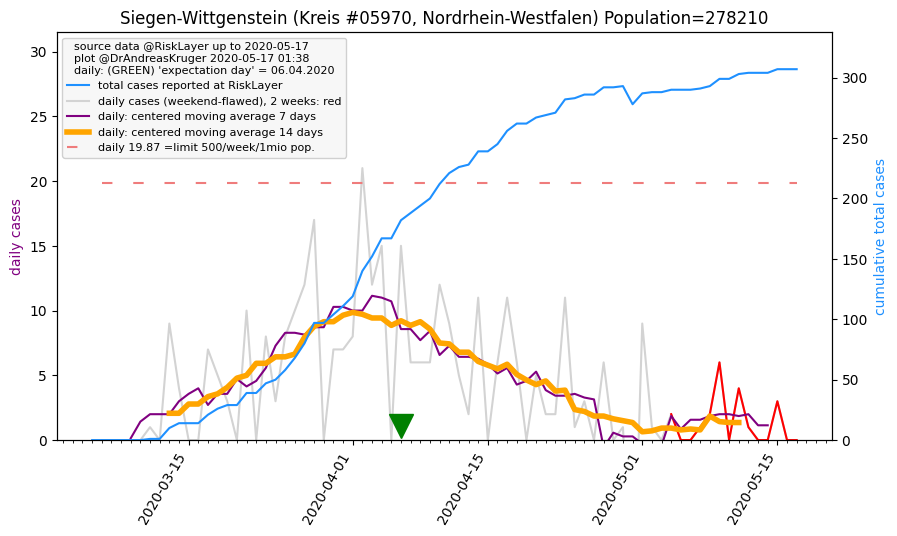 Siegen-Wittgenstein (Kreis #05970, Nordrhein-Westfalen) Population=278210
source data @RiskLayer up to 2020-05-17
plot @DrAndreasKruger 2020-05-17 01:38
daily: (GREEN) 'expectation day' = 06.04.2020
total cases reported at RiskLayer
daily cases (weekend-flawed), 2 weeks: red
daily: centered moving average 7 days
daily: centered moving average 14 days
daily 19.87 =limit 500/week/1mio pop.
daily cases
30
25
20
15
10
5
0
cumulative total cases
300
250
200
150
100
50
0
2020-03-15
2020-04-01
2020-04-15
2020-05-01
2020-05-15